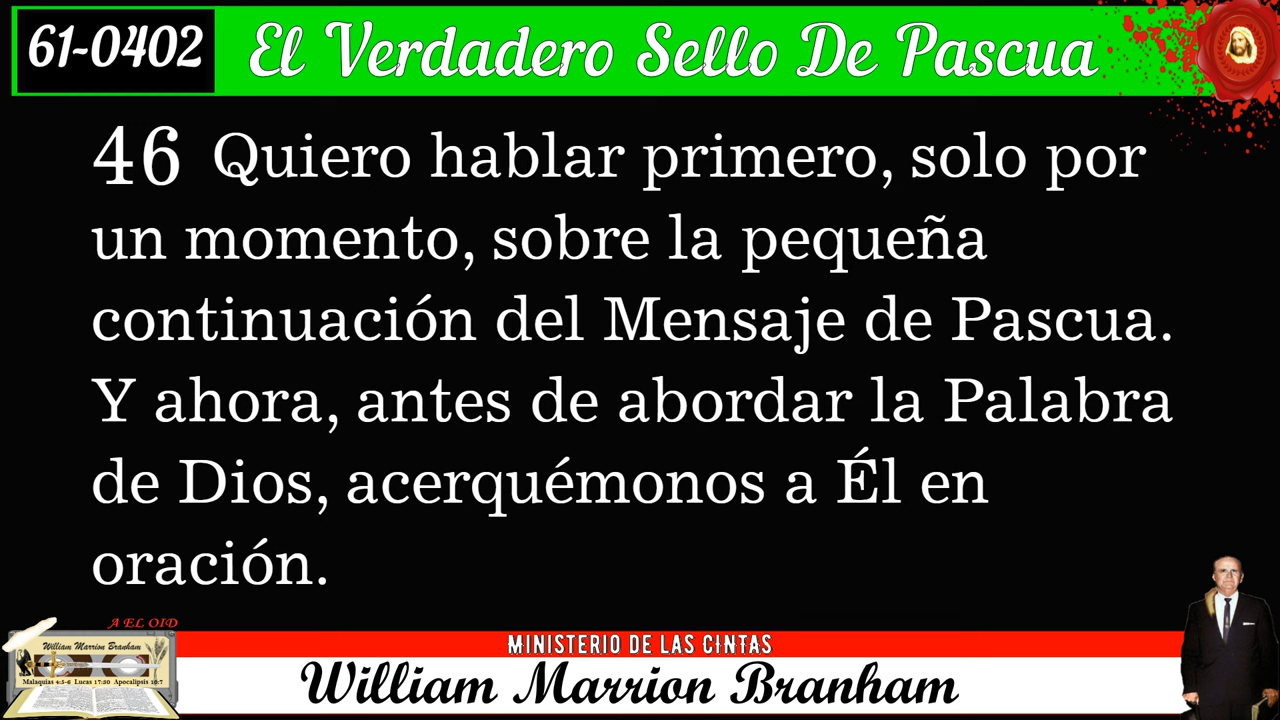 61-0402 El Verdadero Sello De Pascua
46 Quiero hablar primero, solo por
un momento, sobre la pequeña
continuación del Mensaje de Pascua.
Y ahora, antes de abordar la Palabra
de Dios, acerquémonos a Él en
oración.
A EL OID
William Marrion Branham
Malaquias 4:5-6 Lucas 17:30 Apocalipsis 10:7
MINISTERIO DE LAS CINTAS
William Marrion Branham